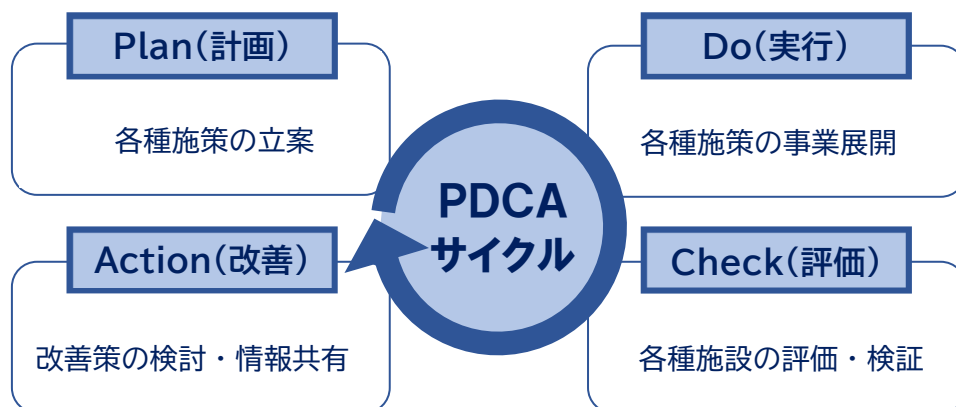 Plan(計画)
各種施策の立案
Do(実行)
各種施策の事業展開
PDCA
サイクル
Action(改善)
改善策の検討・情報共有
Check(評価)
各種施設の評価・検証